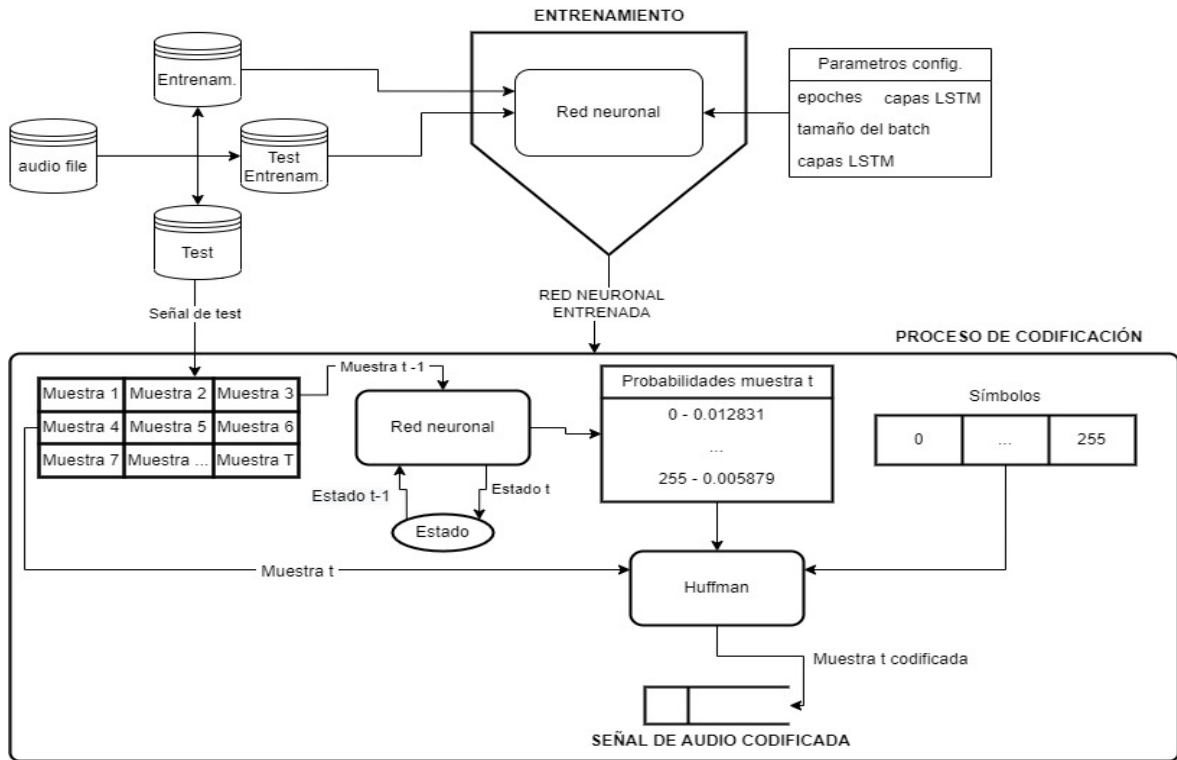 ENTRENAMIENTO
Entrenam.
Parametros config.
epoches capas LSTM
tamaño del batch
capas LSTM
Red neuronal
audio file
Test
Entrenam.
Test
Señal de test
RED NEURONAL
ENTRENADA
PROCESO DE CODIFICACIÓN
Muestra 1 Muestra 2 Muestra 3
Muestra 4 Muestra 5 Muestra 6
Muestra 7 Muestra ... Muestra T
Muestra t -1
Red neuronal
Estado t-1
Estado t
Estado
Probabilidades muestra t
0 - 0.012831
...
255 - 0.005879
Símbolos
0 ... 255
Muestra t
Huffman
Muestra t codificada
SEÑAL DE AUDIO CODIFICADA